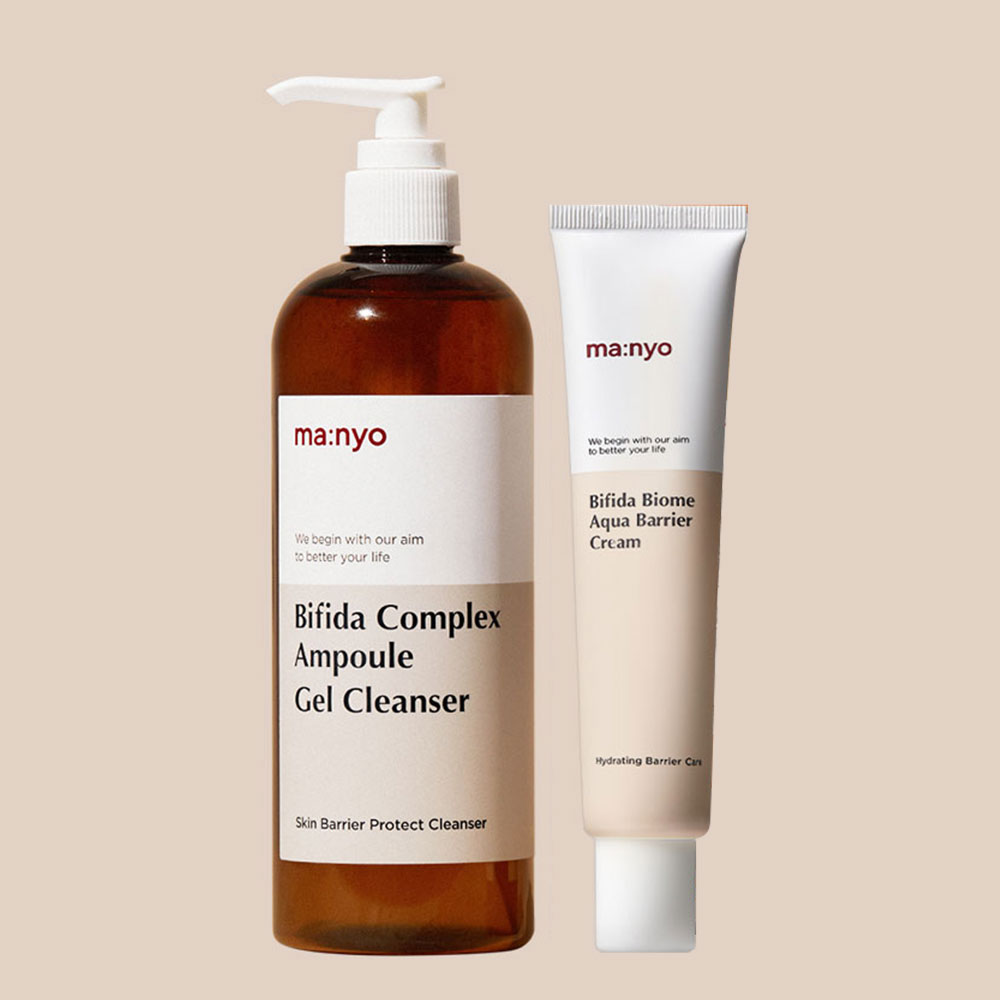 ma:nyo
We begin with our aim
to better your life
Bifida Complex
Ampoule
Gel Cleanser
Skin Barrier Protect Cleanser
ma:nyo
We begin with our aim
to better your life
Bifida Biome
Aqua Barrier
Cream
Hydrating Barrier Care